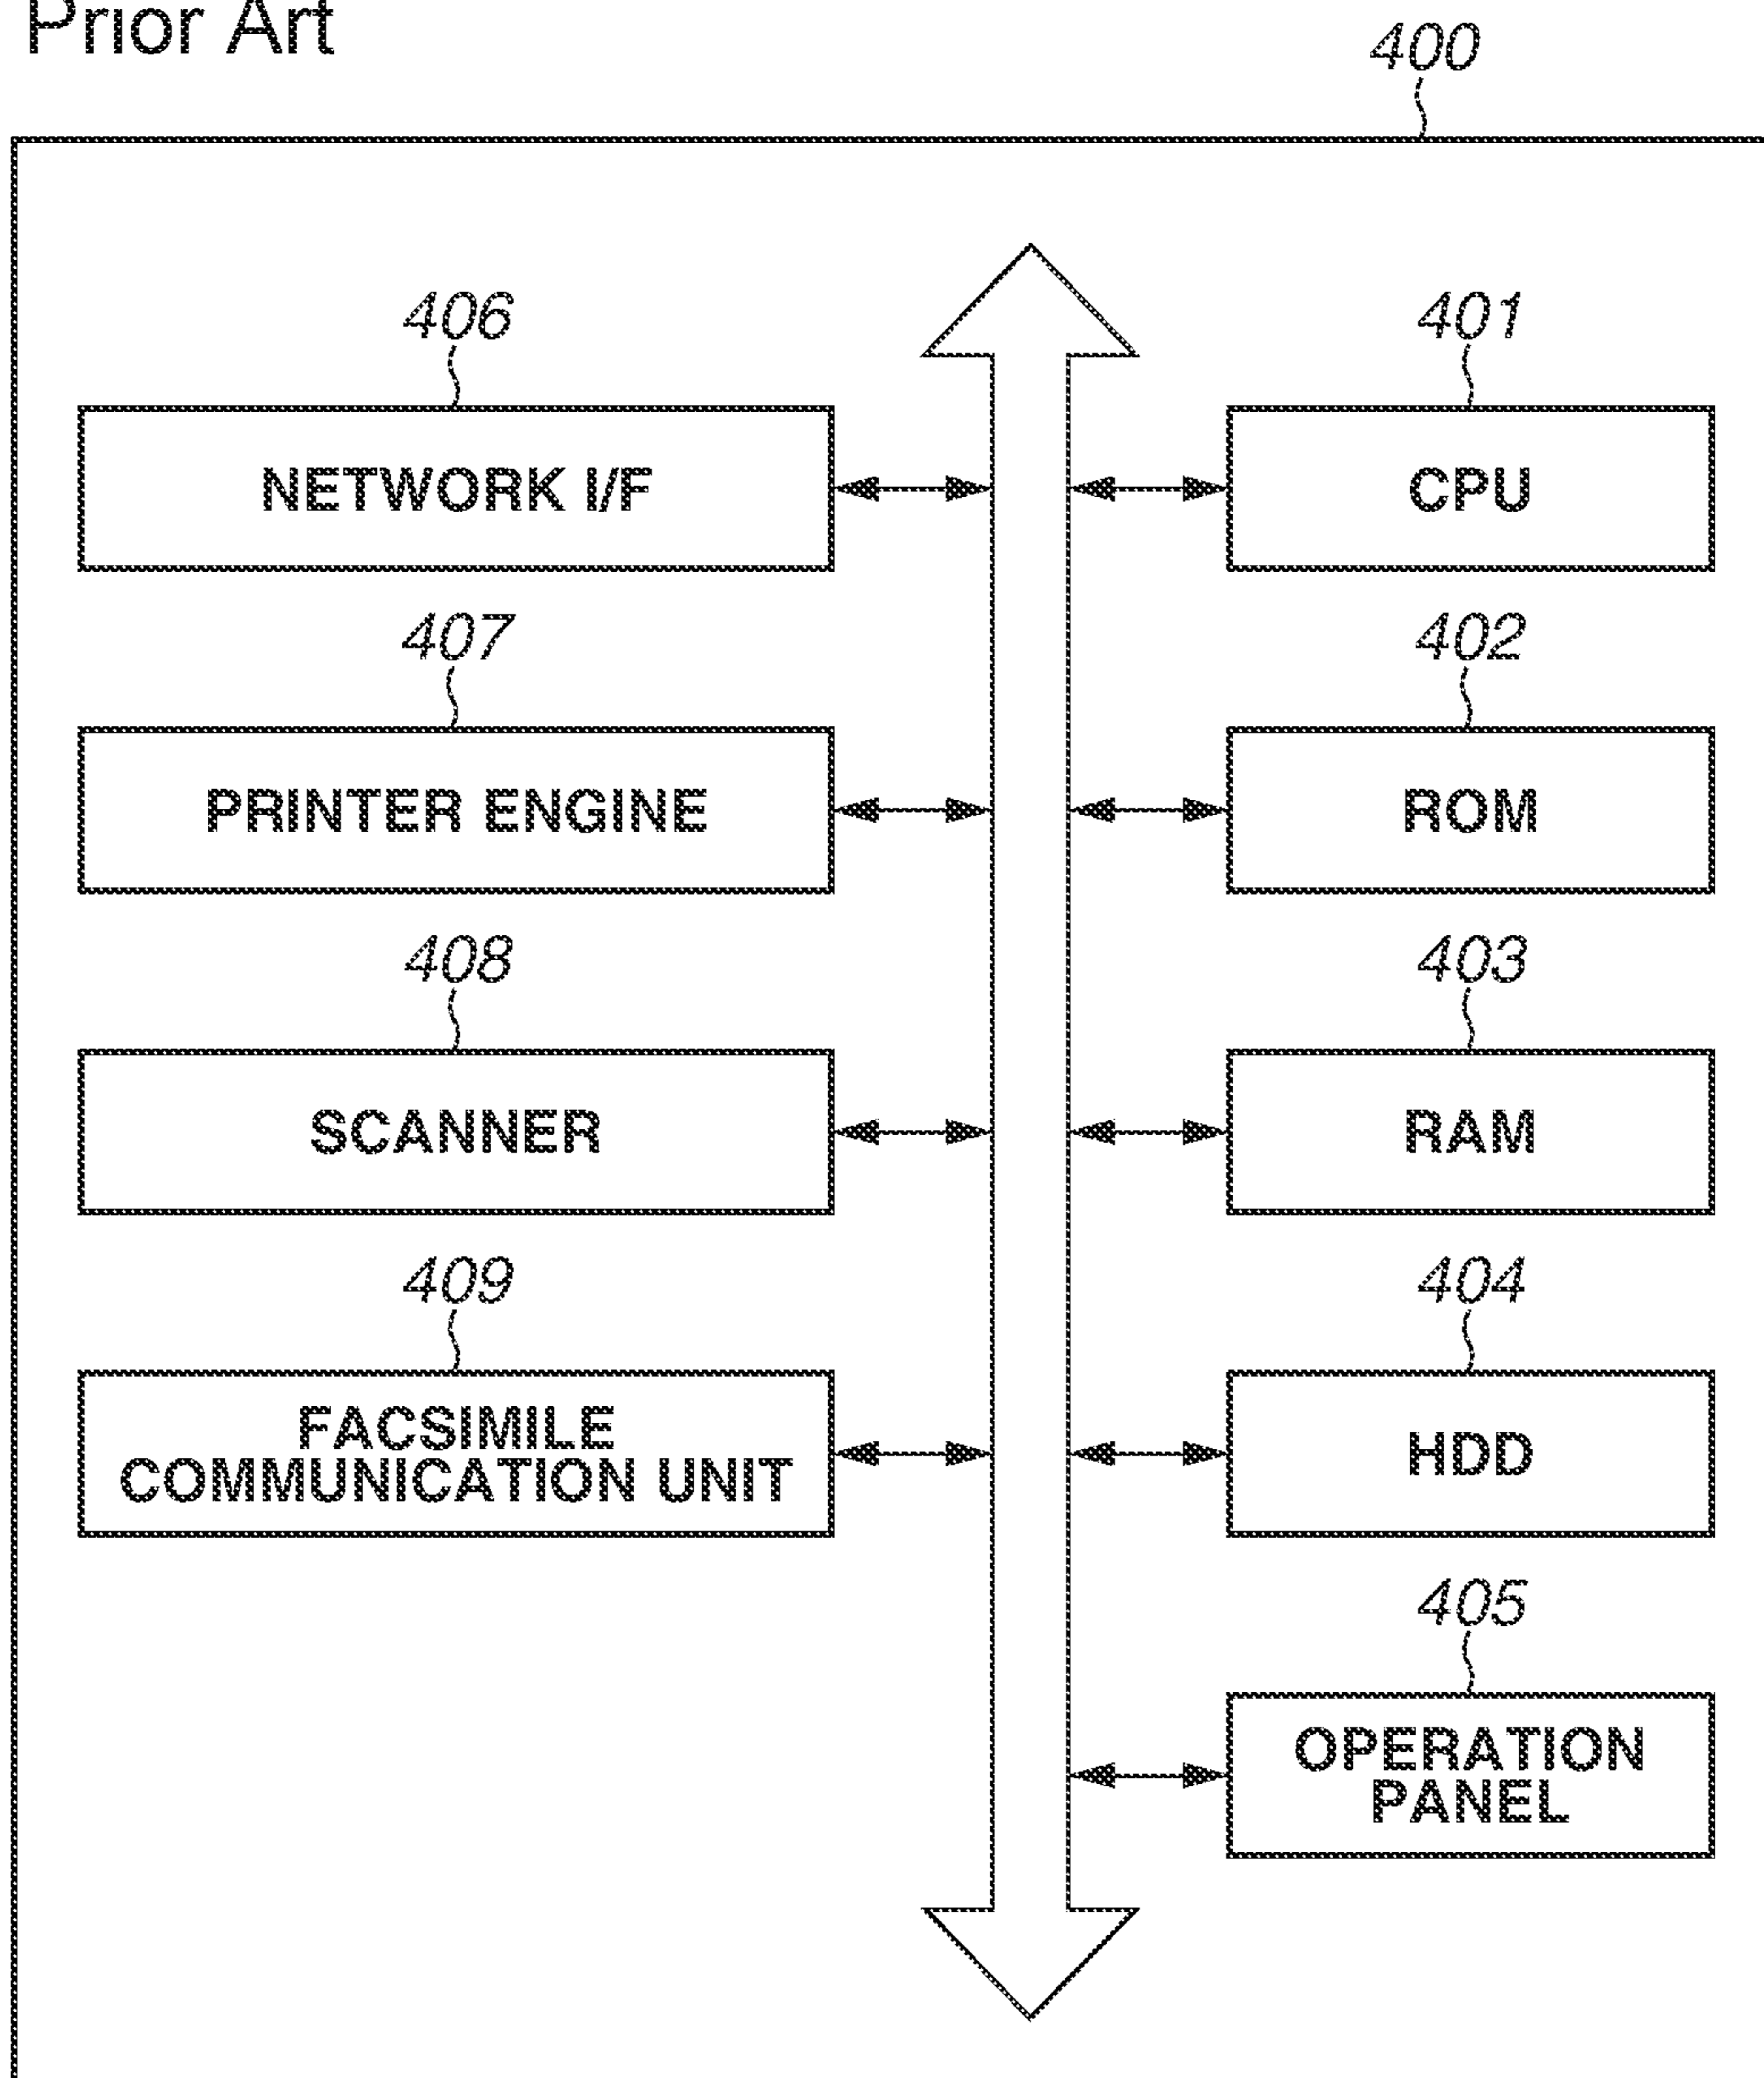 Prior Art
400
406
401
NETWORK I/F
CPU
407
402
PRINTER ENGINE
ROM
408
403
SCANNER
RAM
409
404
FACSIMILE
COMMUNICATION UNIT
HDD
405
OPERATION
PANEL